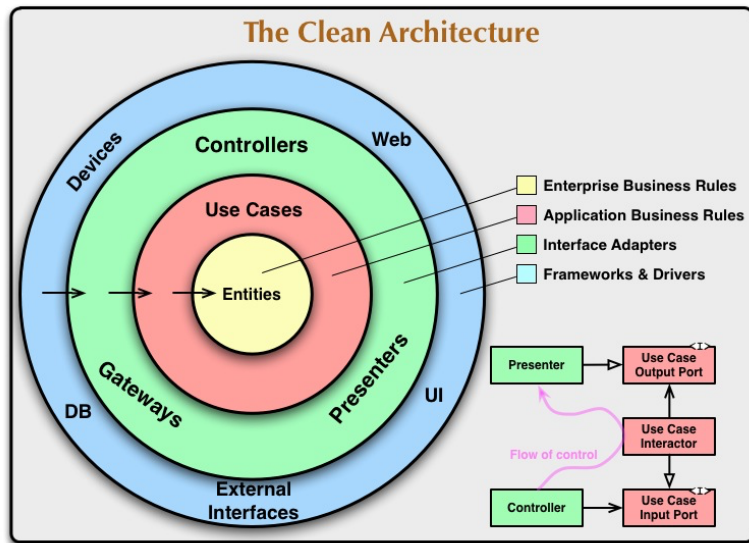 The Clean Architecture
Devices
Web
Controllers
Use Cases
Entities
Gateways
Presenters
DB
UI
External
Interfaces
Enterprise Business Rules
Application Business Rules
Interface Adapters
Frameworks & Drivers
Presenter
<I>
Use Case
Output Port
Use Case
Interactor
Flow of control
Controller
<I>
Use Case
Input Port